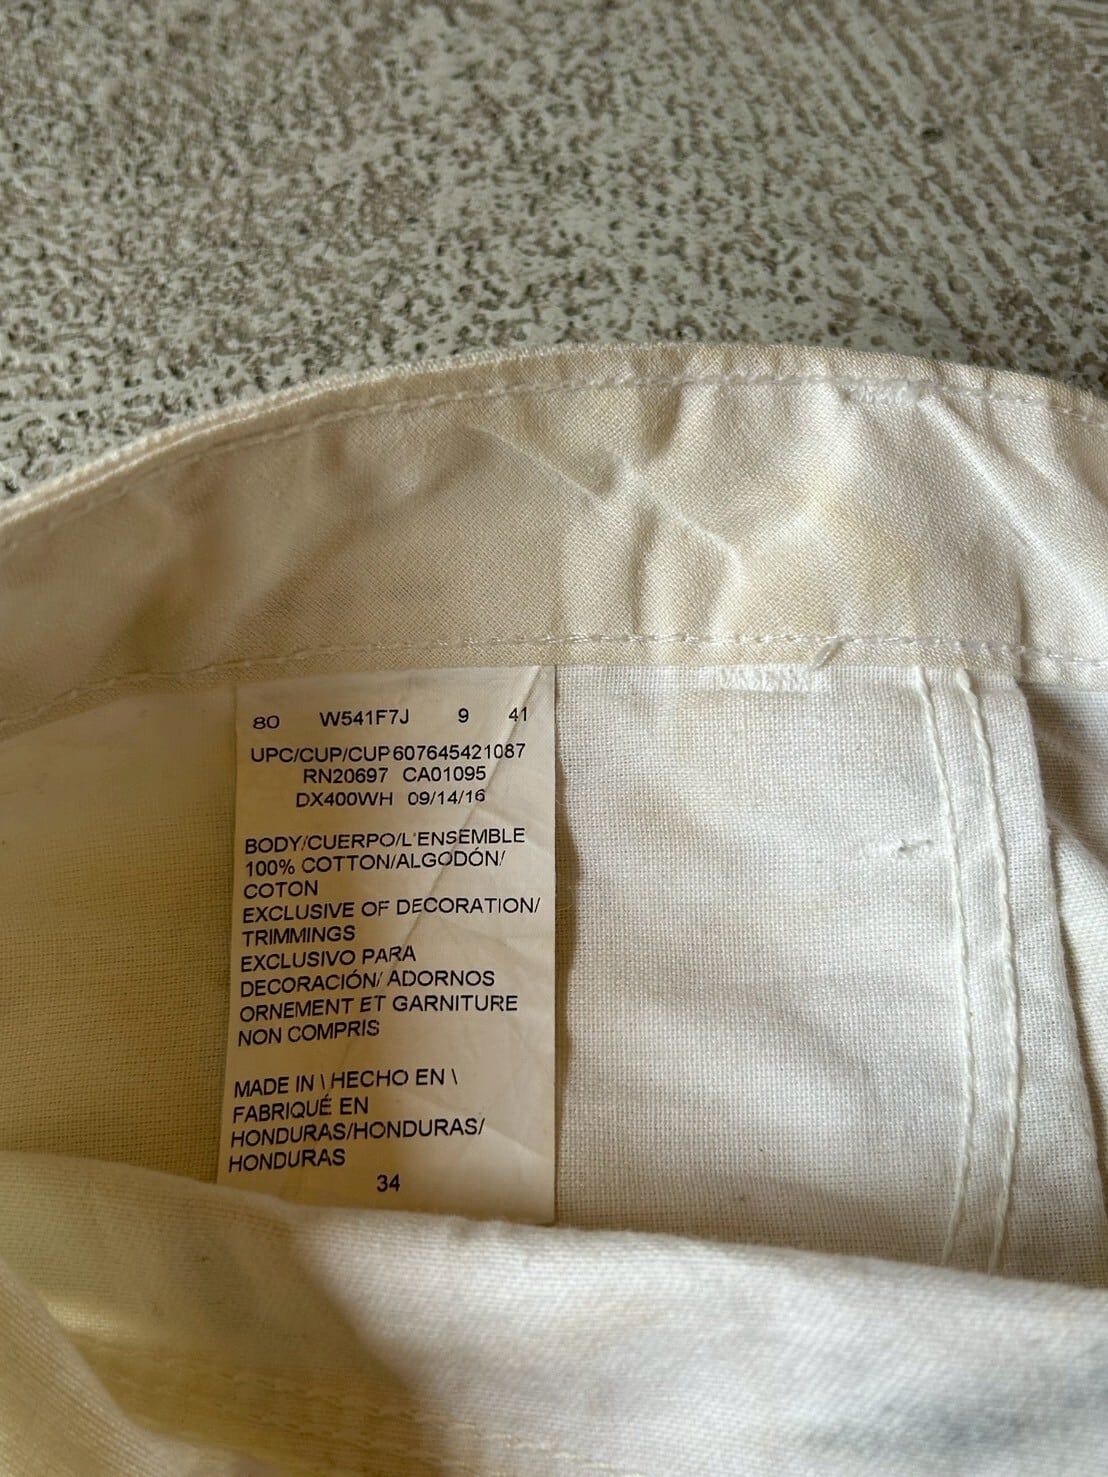 80 W541F7J 9 41
UPC/CUP/CUP 607645421087
RN20697 CA01095
DX400WH 09/14/16
BODY/CUERPO/L'ENSEMBLE
100% COTTON/ALGODÓN/
COTON
EXCLUSIVE OF DECORATION/
TRIMMINGS
EXCLUSIVO PARA
DECORACIÓN/ ADORNOS
ORNEMENT ET GARNITURE
NON COMPRIS
MADE IN \ HECHO EN \
FABRIQUÉ EN
HONDURAS/HONDURAS/
HONDURAS
34